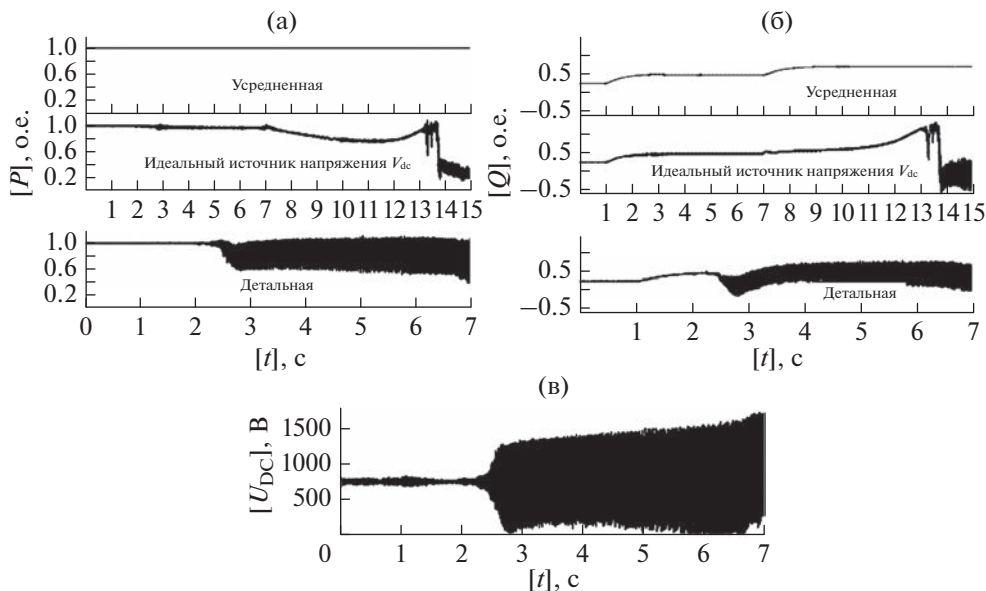 (а)
1.0
0.6
0.2
Усредненная
1.0
0.6
0.2
Идеальный источник напряжения Vdc
1 2 3 4 5 6 7 8 9 10 11 12 13 14 15
1.0
0.6
0.2
Детальная
0 1 2 3 4 5 6 7
[P], о.е.
[t], с
(б)
0.5
−0.5
Усредненная
0.5
−0.5
Идеальный источник напряжения Vdc
1 2 3 4 5 6 7 8 9 10 11 12 13 14 15
0.5
−0.5
Детальная
1 2 3 4 5 6 7
[Q], о.е.
[t], с
(в)
1500
1000
500
0 1 2 3 4 5 6 7
[UDC], В
[t], с